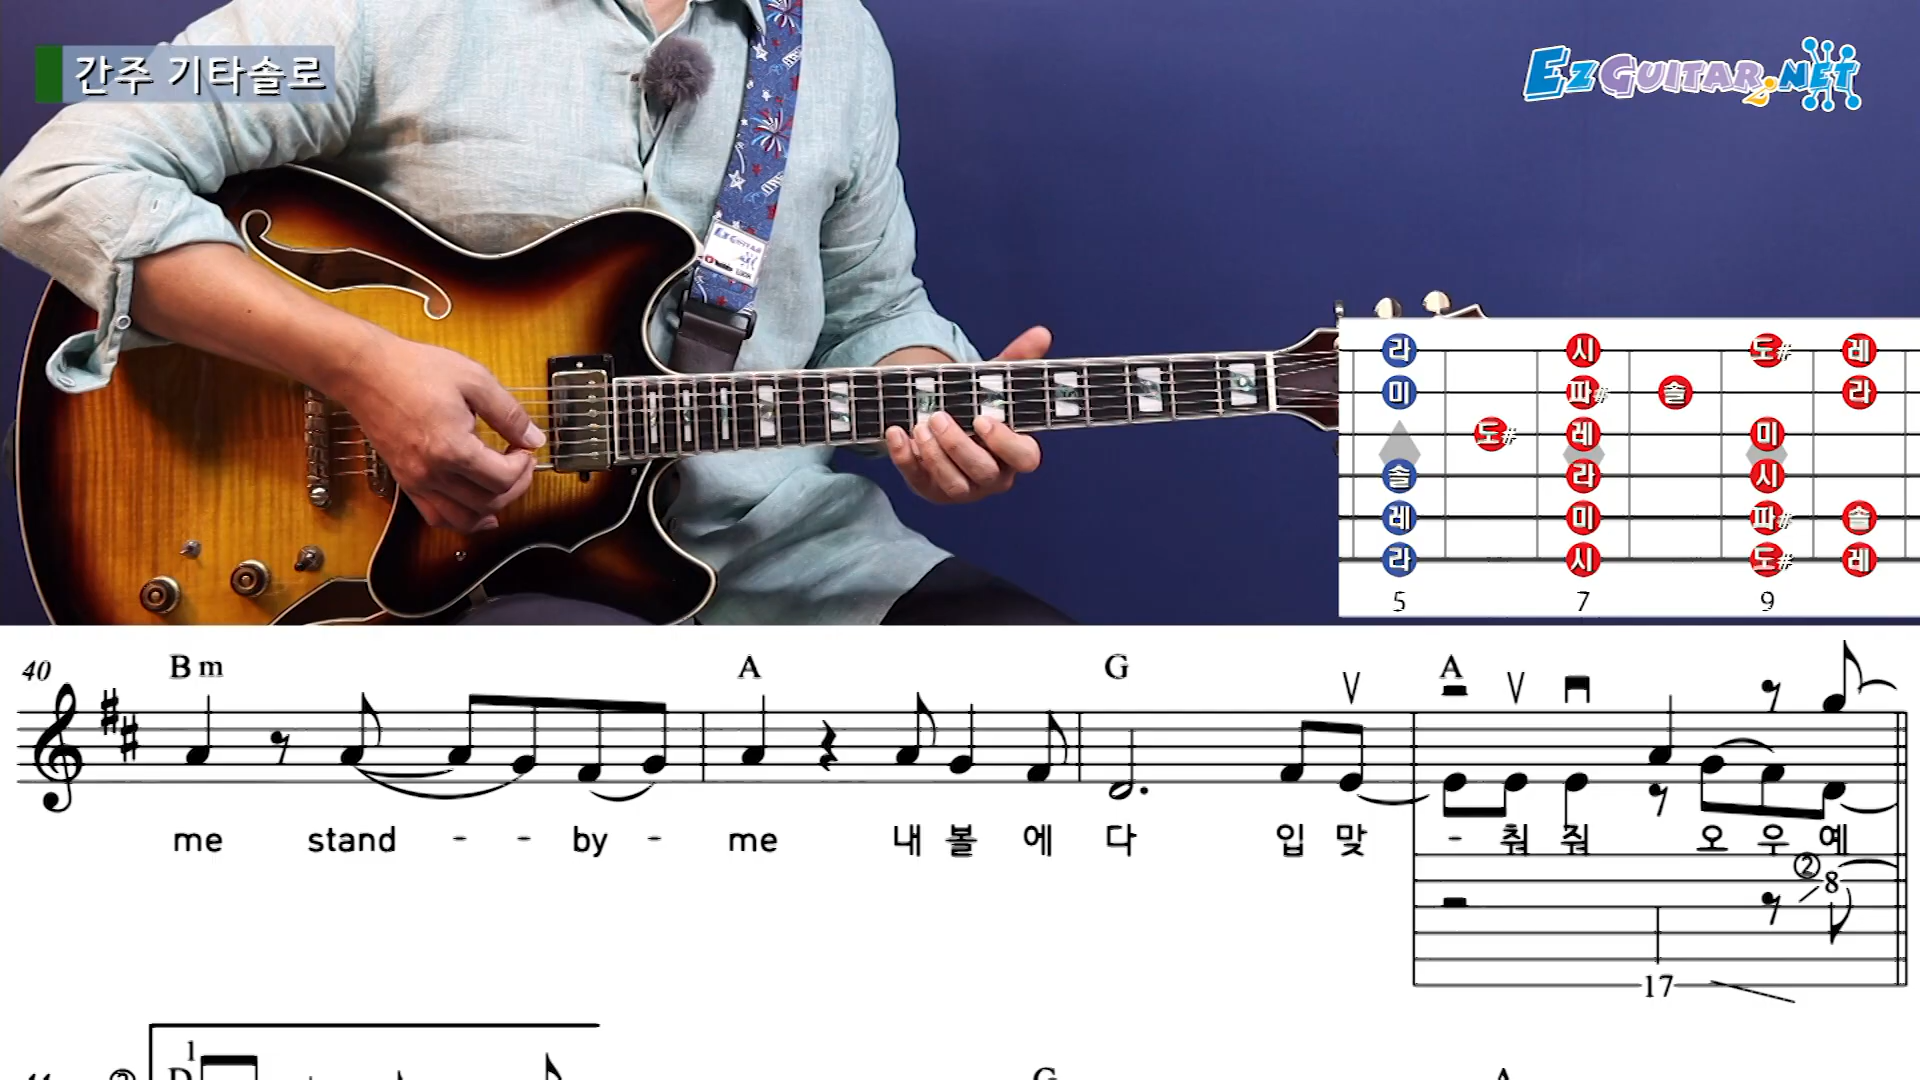 간주 기타솔로
EZGUITAR2.NET
라 시 도# 레
미 파# 솔 라
도# 레 미
솔 라 시
레 미 파# 솔
라 시 도# 레
5 7 9
40 Bm A G A
me stand - - by - me 내 볼 에 다 입 맞 - 춰 줘 오 우 예
② 8
17
1